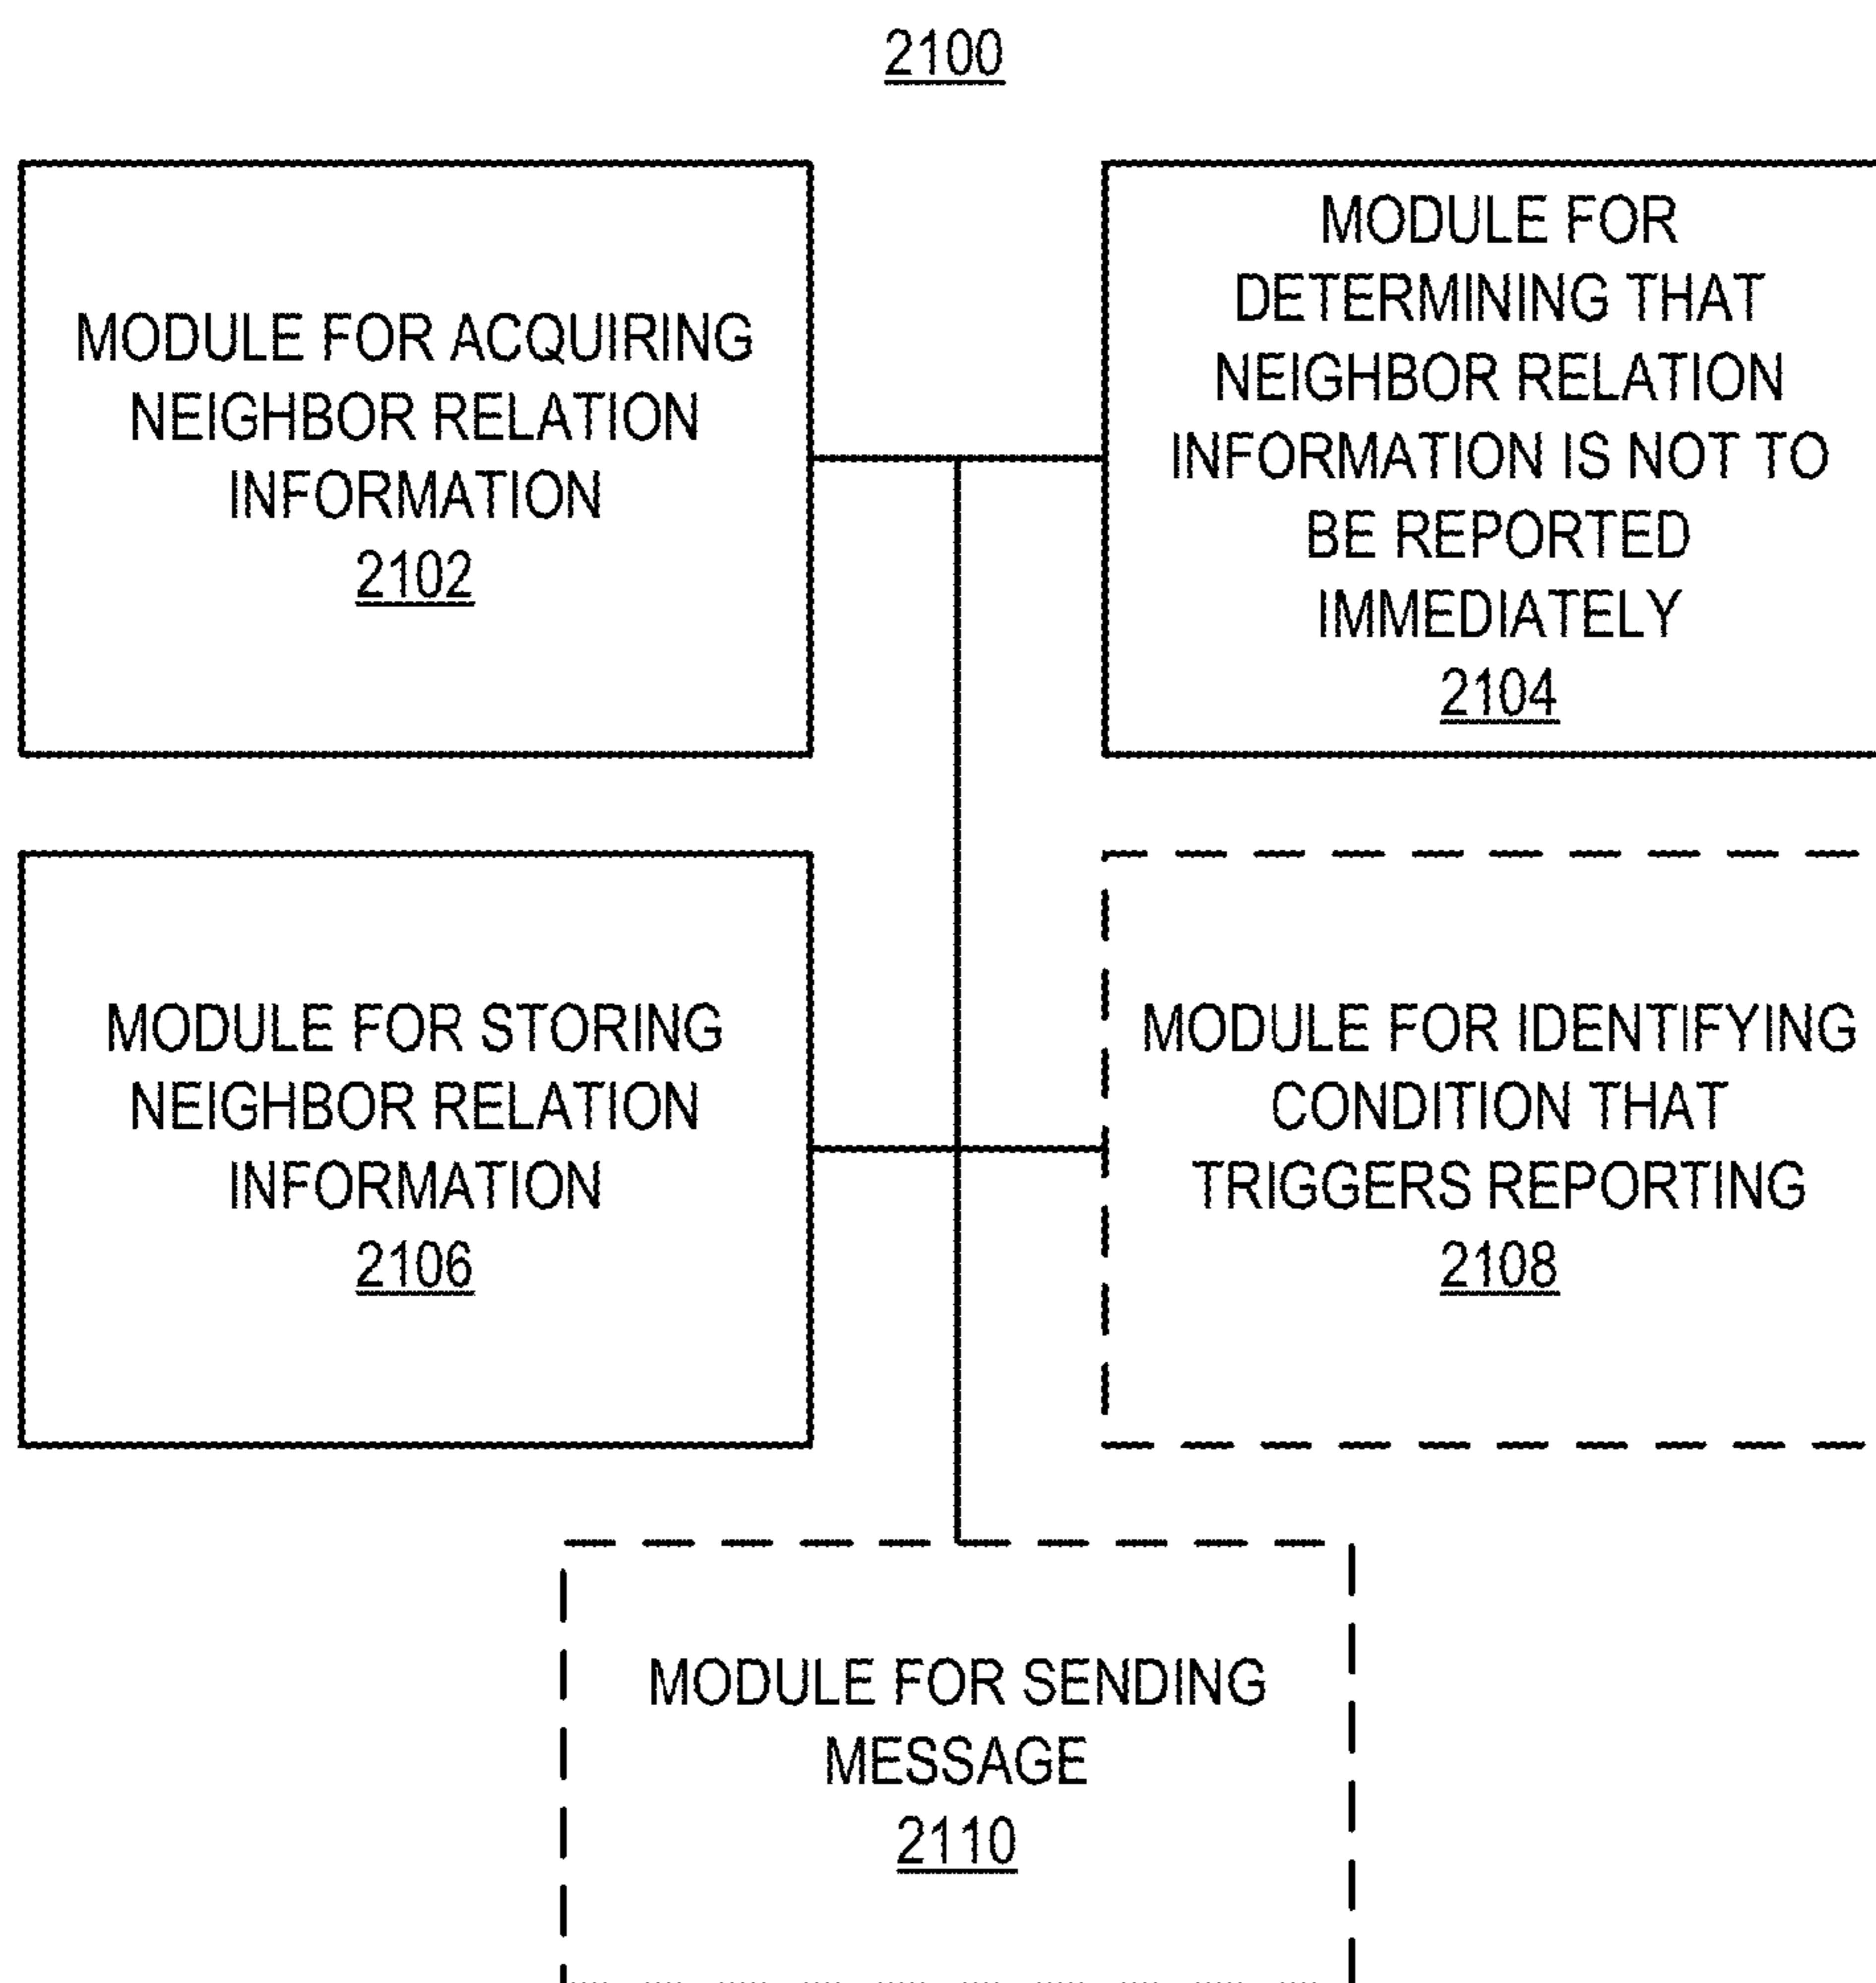 2100
MODULE FOR ACQUIRING
NEIGHBOR RELATION
INFORMATION
2102
MODULE FOR
DETERMINING THAT
NEIGHBOR RELATION
INFORMATION IS NOT TO
BE REPORTED
IMMEDIATELY
2104
MODULE FOR STORING
NEIGHBOR RELATION
INFORMATION
2106
MODULE FOR IDENTIFYING
CONDITION THAT
TRIGGERS REPORTING
2108
MODULE FOR SENDING
MESSAGE
2110